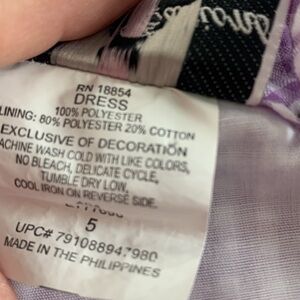 RN 18854
DRESS
100% POLYESTER
LINING: 80% POLYESTER 20% COTTON
EXCLUSIVE OF DECORATION
MACHINE WASH COLD WITH LIKE COLORS,
NO BLEACH, DELICATE CYCLE,
TUMBLE DRY LOW,
COOL IRON ON REVERSE SIDE.
5
UPC# 791088947980
MADE IN THE PHILIPPINES